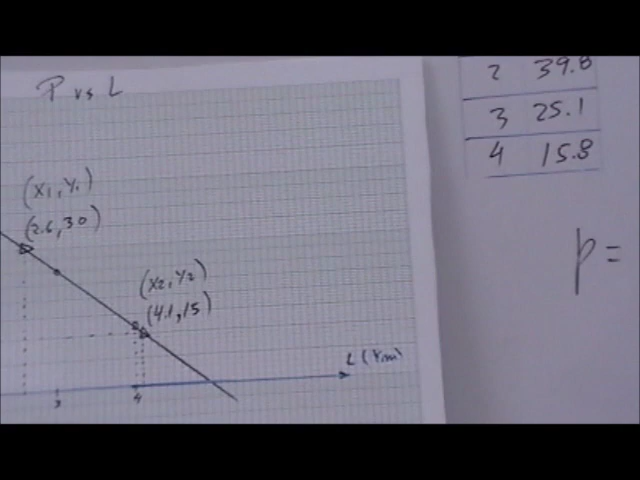 P vs L
2 39.8
3 25.1
4 15.8
(X1, Y1)
(2.6, 30)
(X2, Y2)
(4.1, 15)
p =
3
4